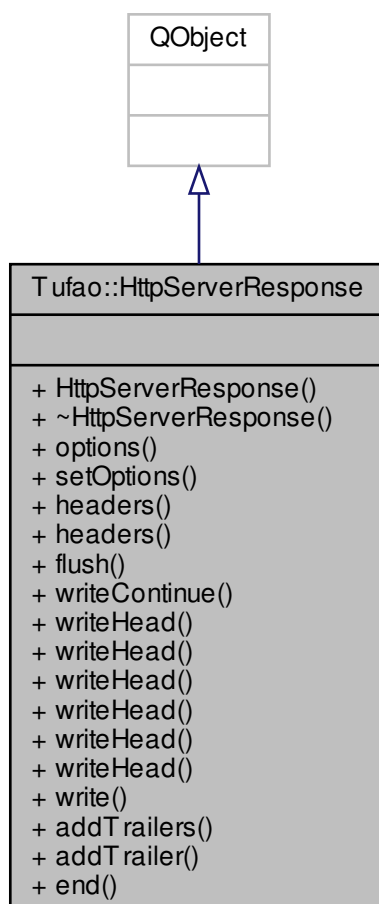 QObject
Tufao::HttpServerResponse
+ HttpServerResponse()
+ ~HttpServerResponse()
+ options()
+ setOptions()
+ headers()
+ headers()
+ flush()
+ writeContinue()
+ writeHead()
+ writeHead()
+ writeHead()
+ writeHead()
+ writeHead()
+ writeHead()
+ write()
+ addTrailers()
+ addTrailer()
+ end()